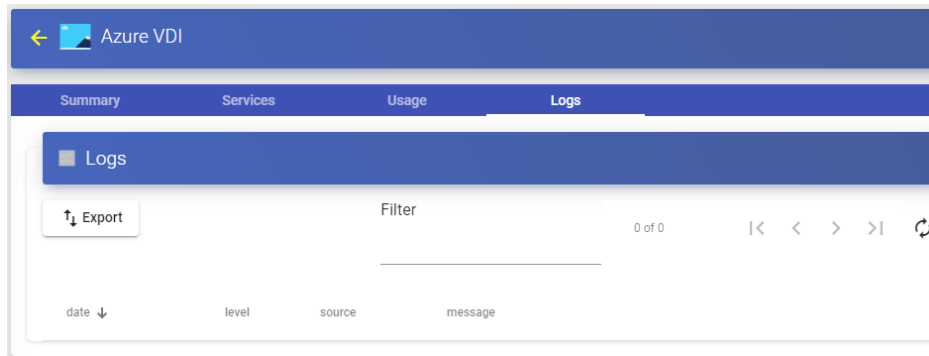 Azure VDI
Summary Services Usage Logs
Logs
Export Filter
0 of 0
date level source message